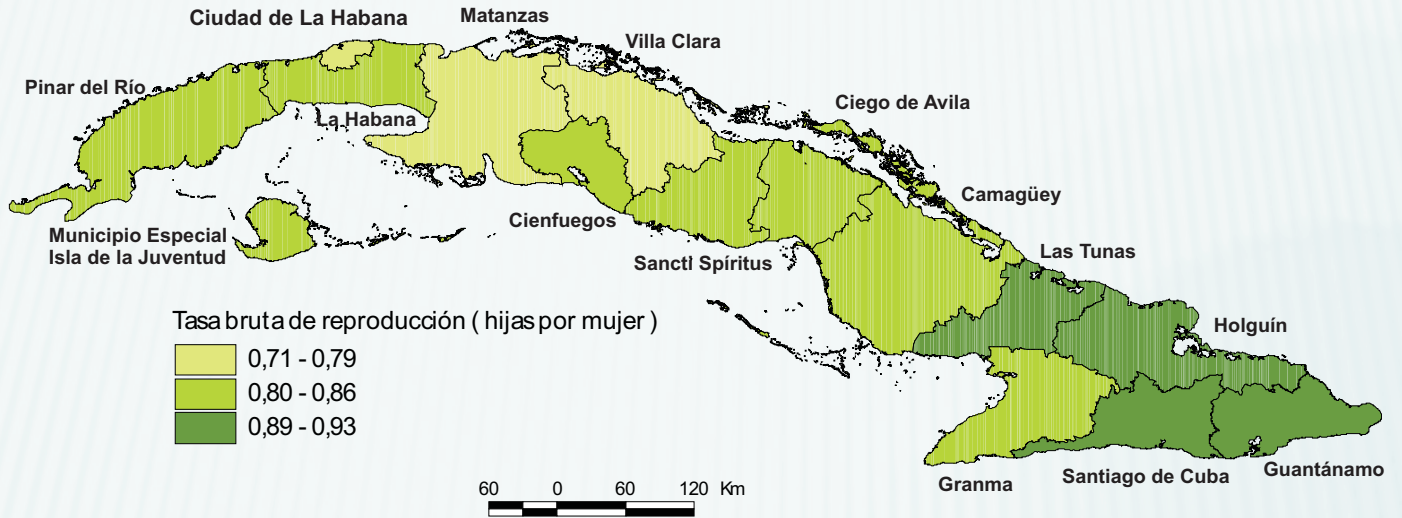 Ciudad de La Habana
Matanzas
Villa Clara
Pinar del Río
La Habana
Ciego de Avila
Camagüey
Cienfuegos
Municipio Especial
Isla de la Juventud
Sancti Spíritus
Las Tunas
Holguín
Tasa bruta de reproducción ( hijas por mujer )
0,71 - 0,79
0,80 - 0,86
0,89 - 0,93
Granma
Santiago de Cuba
Guantánamo
60 0 60 120 Km